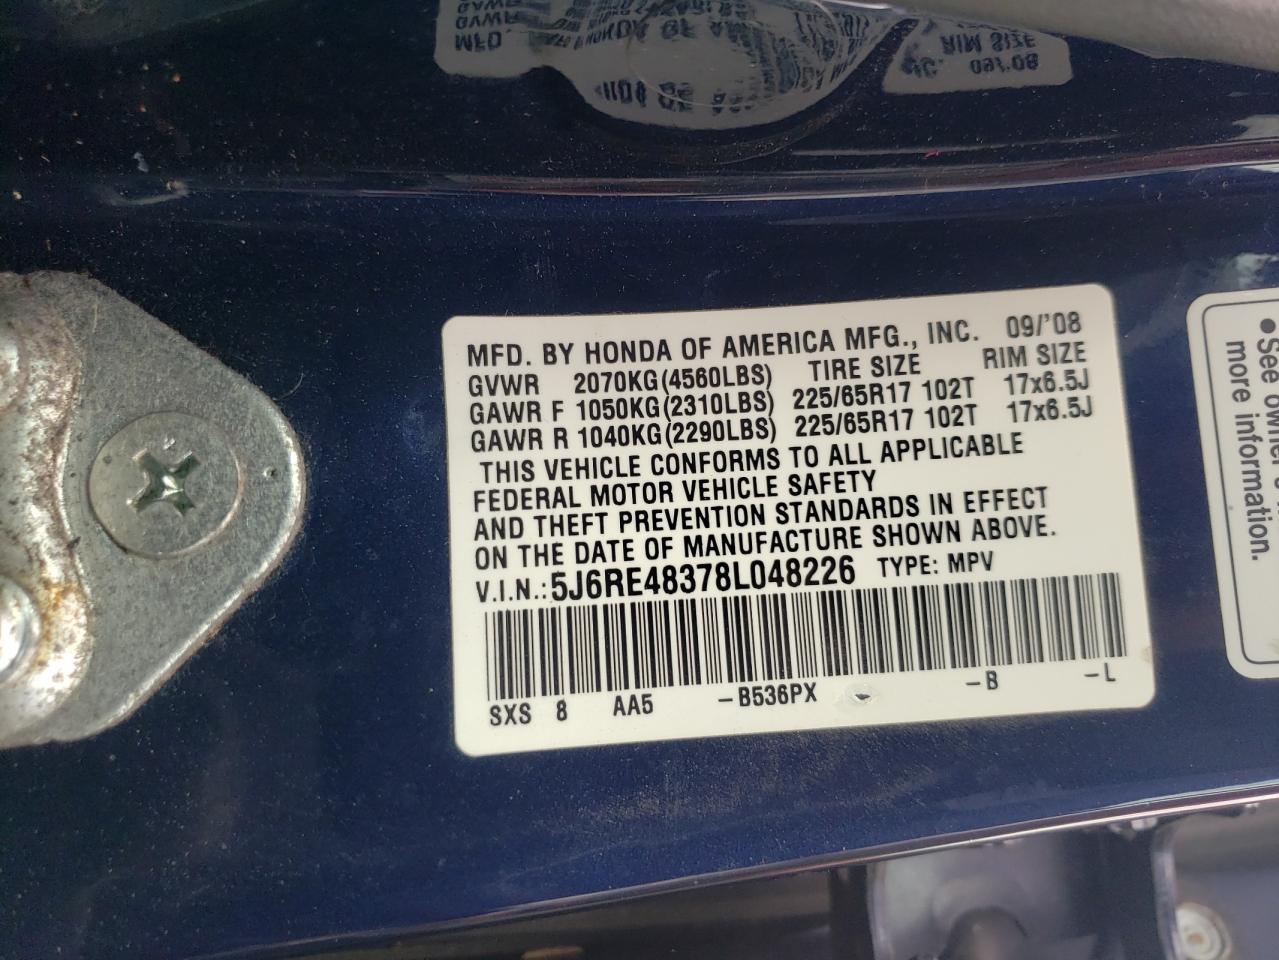 MFD. BY HONDA OF AMERICA MFG., INC. 09/'08
GVWR 2070KG(4560LBS) TIRE SIZE RIM SIZE
GAWR F 1050KG(2310LBS) 225/65R17 102T 17x6.5J
GAWR R 1040KG(2290LBS) 225/65R17 102T 17x6.5J
THIS VEHICLE CONFORMS TO ALL APPLICABLE
FEDERAL MOTOR VEHICLE SAFETY
AND THEFT PREVENTION STANDARDS IN EFFECT
ON THE DATE OF MANUFACTURE SHOWN ABOVE.
V.I.N.: 5J6RE48378L048226 TYPE: MPV
SXS 8 AA5 -B536PX - -B -L
• See owner
more information.